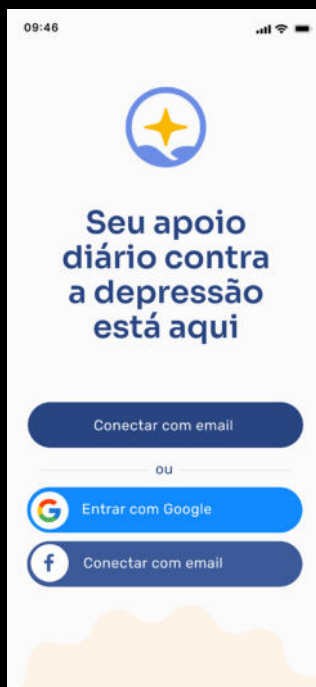 09:46
Seu apoio
diário contra
a depressão
está aqui
Conectar com email
ou
Entrar com Google
Conectar com email